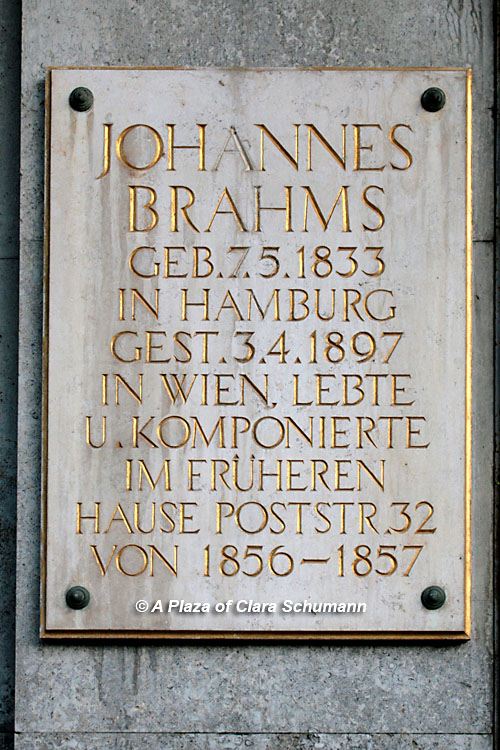 JOHANNES
BRAHMS
GEB. 7.5.1833
IN HAMBURG
GEST. 3.4.1897
IN WIEN, LEBTE
U. KOMPONIERTE
IM FRÜHEREN
HAUSE POSTSTR. 32
VON 1856–1857
© A Plaza of Clara Schumann